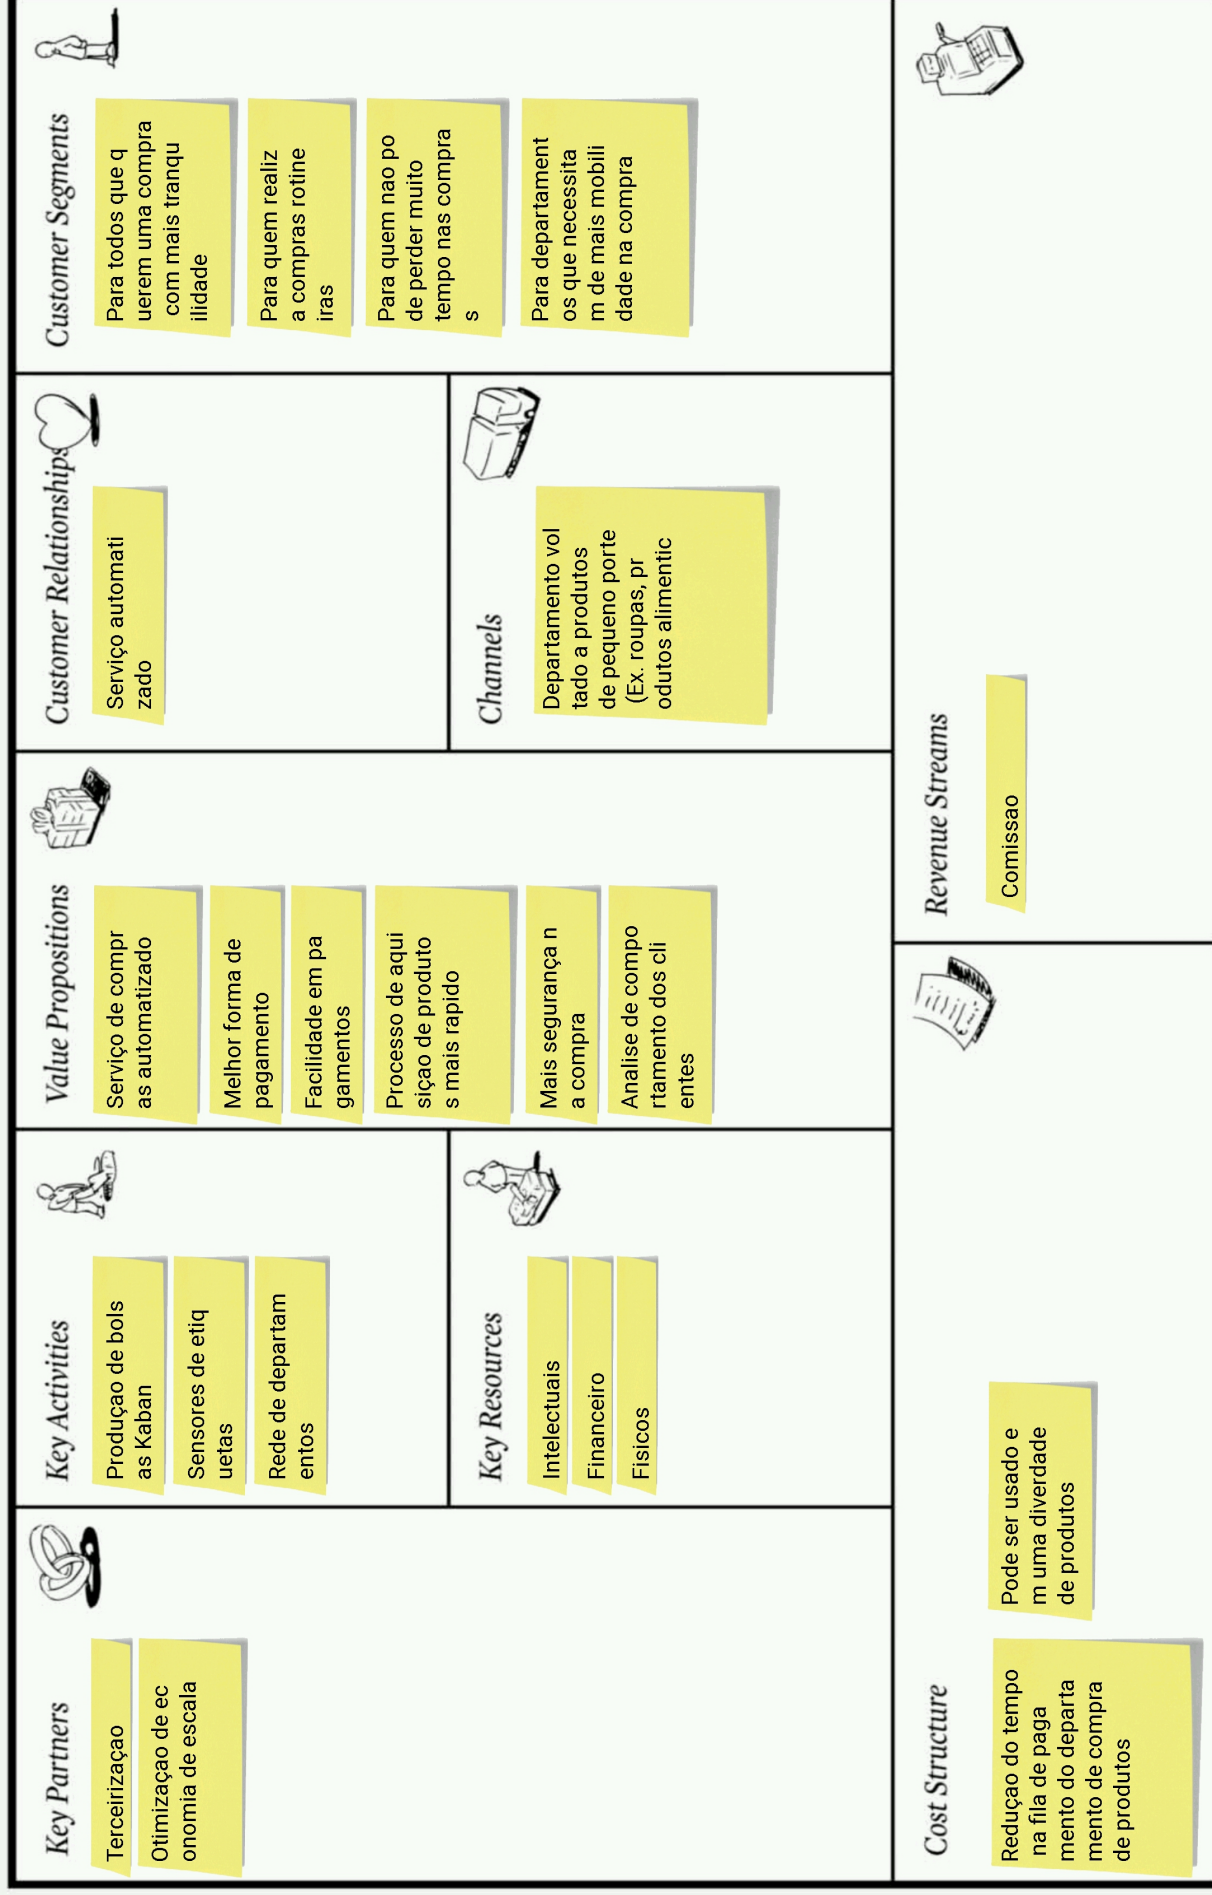 Key Partners
Terceirizaçao
Otimizaçao de ec
onomia de escala
Key Activities
Produçao de bols
as Kaban
Sensores de etiq
uetas
Rede de departam
entos
Key Resources
Intelectuais
Financeiro
Fisicos
Value Propositions
Serviço de compr
as automatizado
Melhor forma de
pagamento
Facilidade em pa
gamentos
Processo de aqui
siçao de produto
s mais rapido
Mais segurança n
a compra
Analise de compo
rtamento dos cli
entes
Customer Relationships
Serviço automati
zado
Channels
Departamento vol
tado a produtos
de pequeno porte
(Ex. roupas, pr
odutos alimentic
Customer Segments
Para todos que q
uerem uma compra
com mais tranqu
ilidade
Para quem realiz
a compras rotine
iras
Para quem nao po
de perder muito
tempo nas compra
s
Para departament
os que necessita
m de mais mobili
dade na compra
Cost Structure
Reduçao do tempo
na fila de paga
mento do departa
mento de compra
de produtos
Pode ser usado e
m uma diverdade
de produtos
Revenue Streams
Comissao